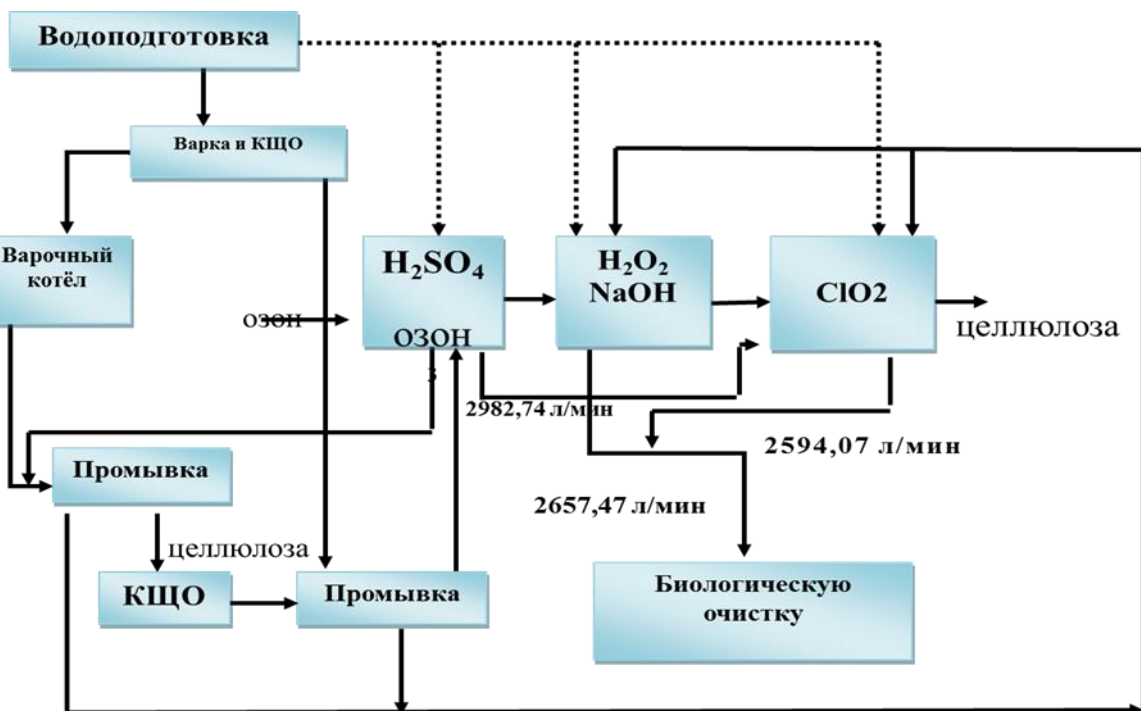 Водоподготовка
Варка и КЩО
Варочный
котёл
H₂SO₄
ОЗОН
3
H₂O₂
NaOH
ClO2
озон
целлюлоза
2982,74 л/мин
2594,07 л/мин
Промывка
2657,47 л/мин
целлюлоза
КЩО
Промывка
Биологическую
очистку